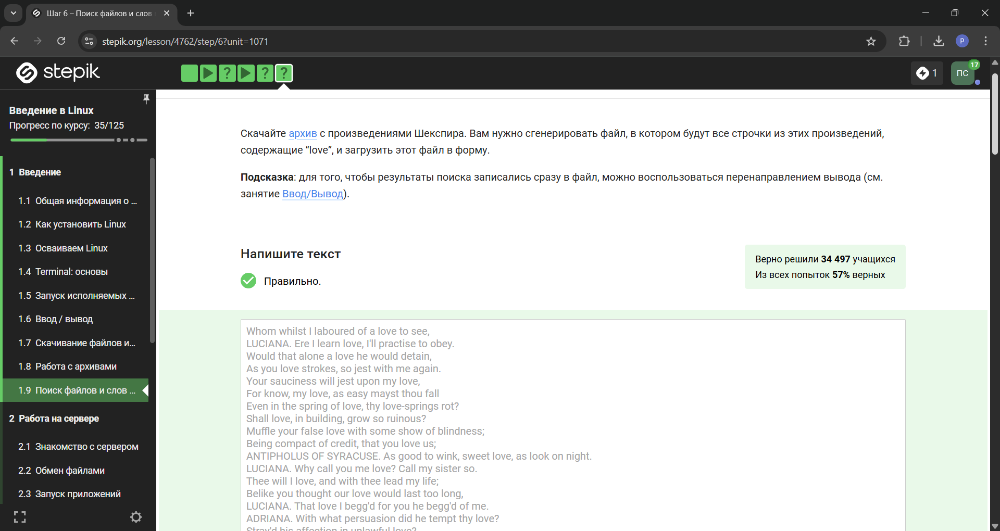 Шаг 6 – Поиск файлов и слов
stepik.org/lesson/4762/step/6?unit=1071
P
stepik
? ? ?
1
ПС
17
Введение в Linux
Прогресс по курсу: 35/125
1 Введение
1.1 Общая информация о ...
1.2 Как установить Linux
1.3 Осваиваем Linux
1.4 Terminal: основы
1.5 Запуск исполняемых ...
1.6 Ввод / вывод
1.7 Скачивание файлов и...
1.8 Работа с архивами
1.9 Поиск файлов и слов ...
2 Работа на сервере
2.1 Знакомство с сервером
2.2 Обмен файлами
2.3 Запуск приложений
Скачайте архив с произведениями Шекспира. Вам нужно сгенерировать файл, в котором будут все строчки из этих произведений,
содержащие “love”, и загрузить этот файл в форму.
Подсказка: для того, чтобы результаты поиска записались сразу в файл, можно воспользоваться перенаправлением вывода (см.
занятие Ввод/Вывод).
Напишите текст
Правильно.
Верно решили 34 497 учащихся
Из всех попыток 57% верных
Whom whilst I laboured of a love to see,
LUCIANA. Ere I learn love, I'll practise to obey.
Would that alone a love he would detain,
As you love strokes, so jest with me again.
Your sauciness will jest upon my love,
For know, my love, as easy mayst thou fall
Even in the spring of love, thy love-springs rot?
Shall love, in building, grow so ruinous?
Muffle your false love with some show of blindness;
Being compact of credit, that you love us;
ANTIPHOLUS OF SYRACUSE. As good to wink, sweet love, as look on night.
LUCIANA. Why call you me love? Call my sister so.
Thee will I love, and with thee lead my life;
Belike you thought our love would last too long,
LUCIANA. That love I begg'd for you he begg'd of me.
ADRIANA. With what persuasion did he tempt thy love?
Stray'd his affection in unlawful love?